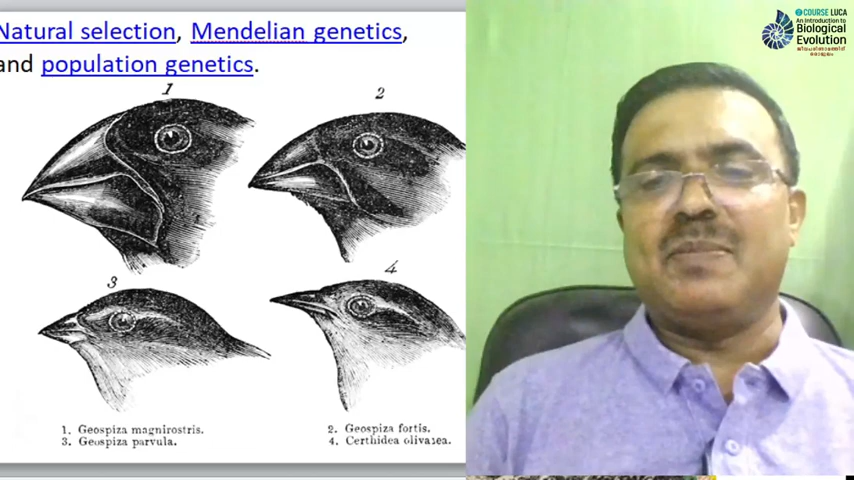 Natural selection, Mendelian genetics,
and population genetics.
1
2
3
4
1. Geospiza magnirostris.
2. Geospiza fortis.
3. Geospiza parvula.
4. Certhidea olivasea.
COURSE LUCA
An Introduction to
Biological
Evolution